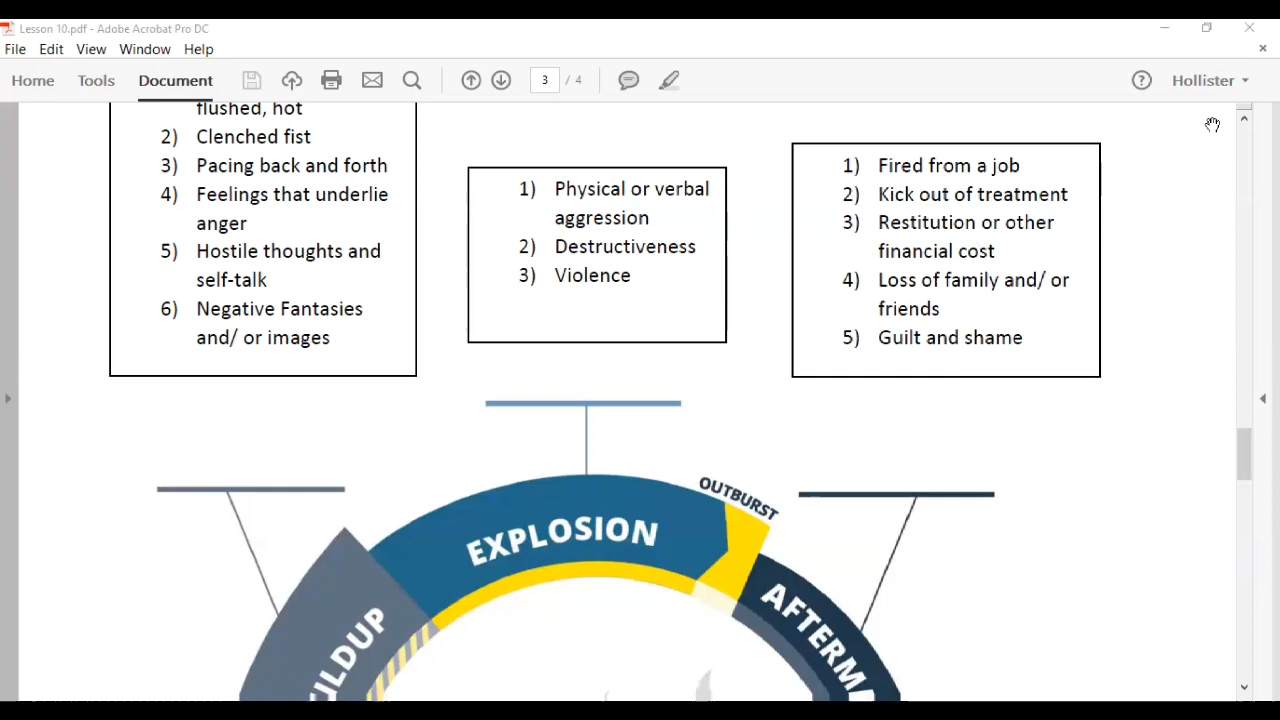 Lesson 10.pdf - Adobe Acrobat Pro DC
File Edit View Window Help
Home Tools Document 3 / 4 Hollister
flushed, hot
2) Clenched fist
3) Pacing back and forth
4) Feelings that underlie
anger
5) Hostile thoughts and
self-talk
6) Negative Fantasies
and/ or images
1) Physical or verbal
aggression
2) Destructiveness
3) Violence
1) Fired from a job
2) Kick out of treatment
3) Restitution or other
financial cost
4) Loss of family and/ or
friends
5) Guilt and shame
EXPLOSION
OUTBURST
ILDUP
AFTERMA